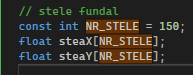 // stele fundal
const int NR_STELE = 150;
float steaX[NR_STELE];
float steaY[NR_STELE];